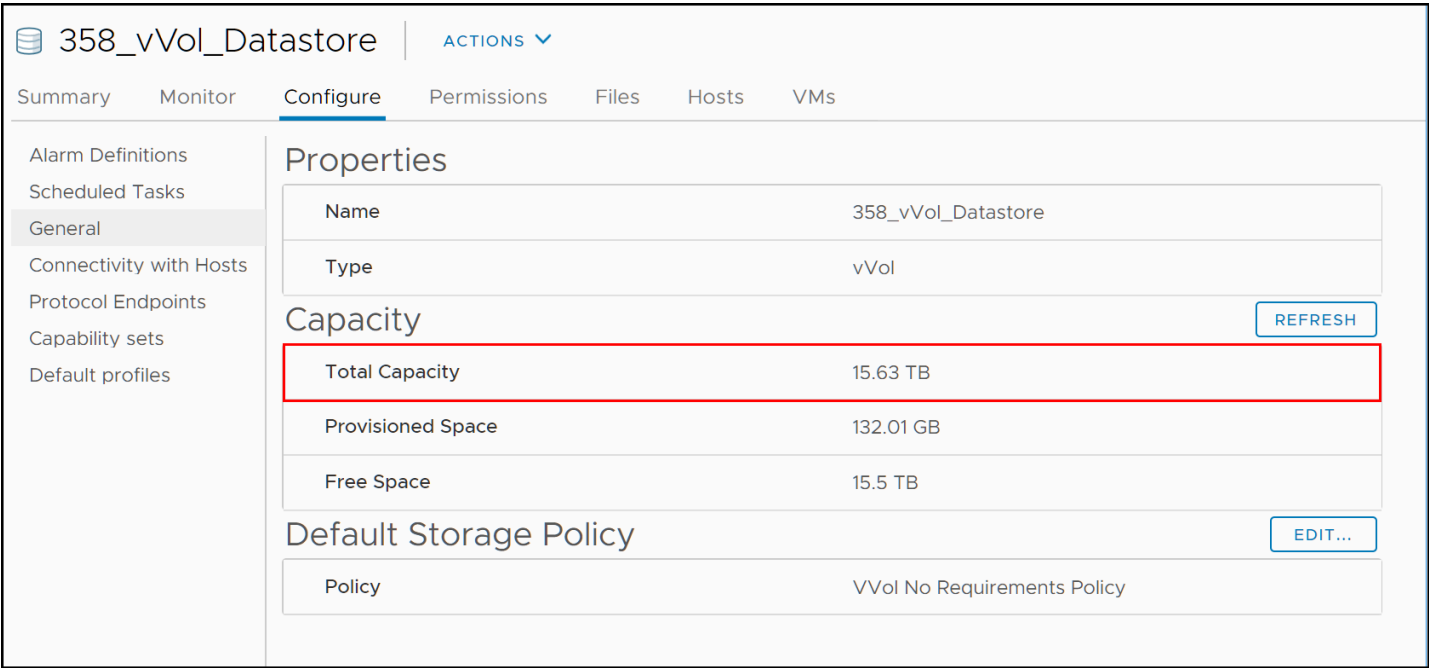 358_vVol_Datastore ACTIONS
Summary Monitor Configure Permissions Files Hosts VMs
Alarm Definitions
Scheduled Tasks
General
Connectivity with Hosts
Protocol Endpoints
Capability sets
Default profiles
Properties
Name 358_vVol_Datastore
Type vVol
Capacity REFRESH
Total Capacity 15.63 TB
Provisioned Space 132.01 GB
Free Space 15.5 TB
Default Storage Policy EDIT...
Policy VVol No Requirements Policy